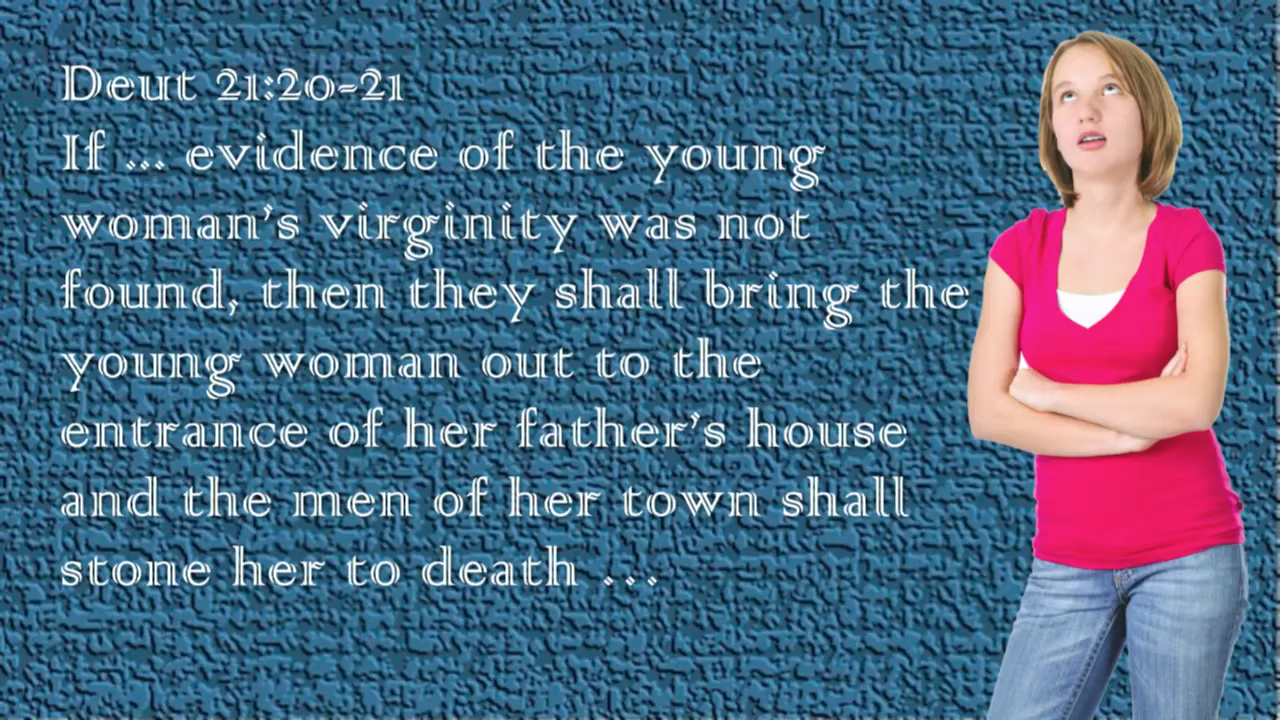 Deut 21:20-21
If ... evidence of the young
woman's virginity was not
found, then they shall bring the
young woman out to the
entrance of her father's house
and the men of her town shall
stone her to death ...